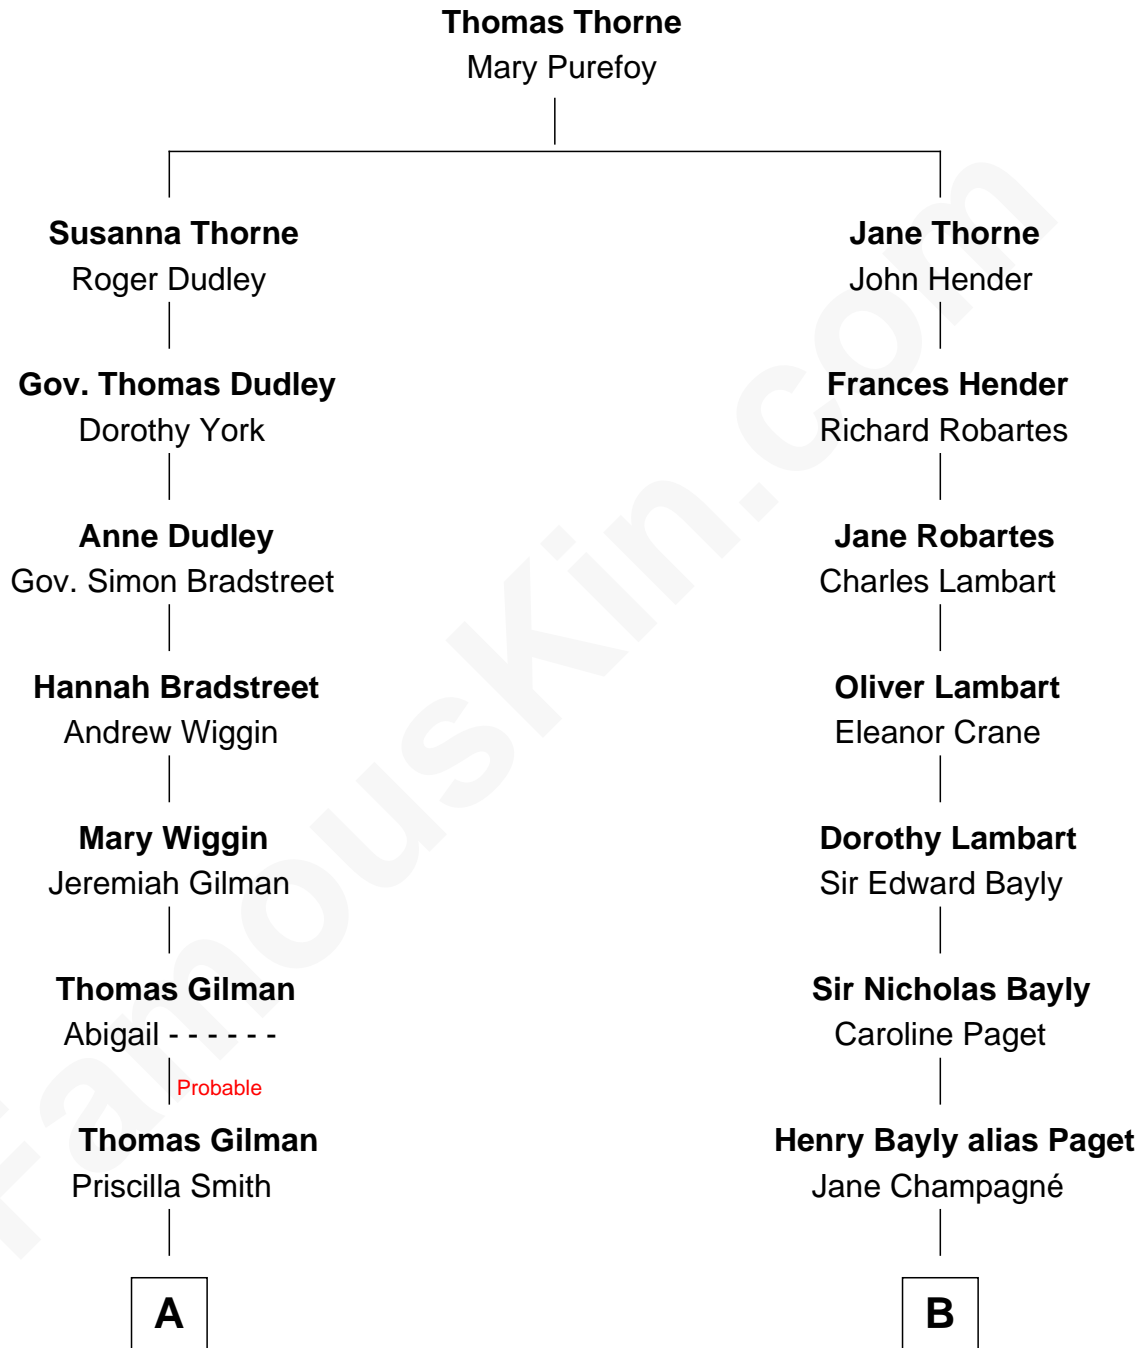 Thomas Thorne
Mary Purefoy
Susanna Thorne
Roger Dudley
Jane Thorne
John Hender
Gov. Thomas Dudley
Dorothy York
Frances Hender
Richard Robartes
Anne Dudley
Gov. Simon Bradstreet
Jane Robartes
Charles Lambart
Hannah Bradstreet
Andrew Wiggin
Oliver Lambart
Eleanor Crane
Mary Wiggin
Jeremiah Gilman
Dorothy Lambart
Sir Edward Bayly
Thomas Gilman
Abigail - - - - - -
Sir Nicholas Bayly
Caroline Paget
Probable
Thomas Gilman
Priscilla Smith
Henry Bayly alias Paget
Jane Champagné
A
B
FamousKin.com